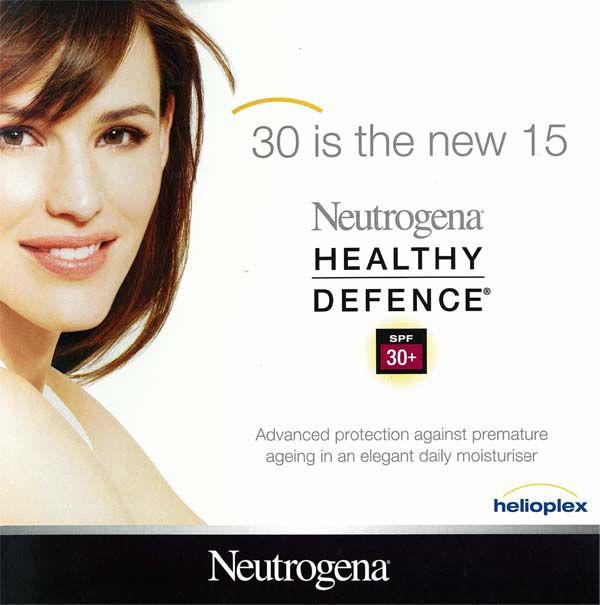 30 is the new 15
Neutrogena®
HEALTHY
DEFENCE®
SPF
30+
Advanced protection against premature
ageing in an elegant daily moisturiser
helioplex
Neutrogena®